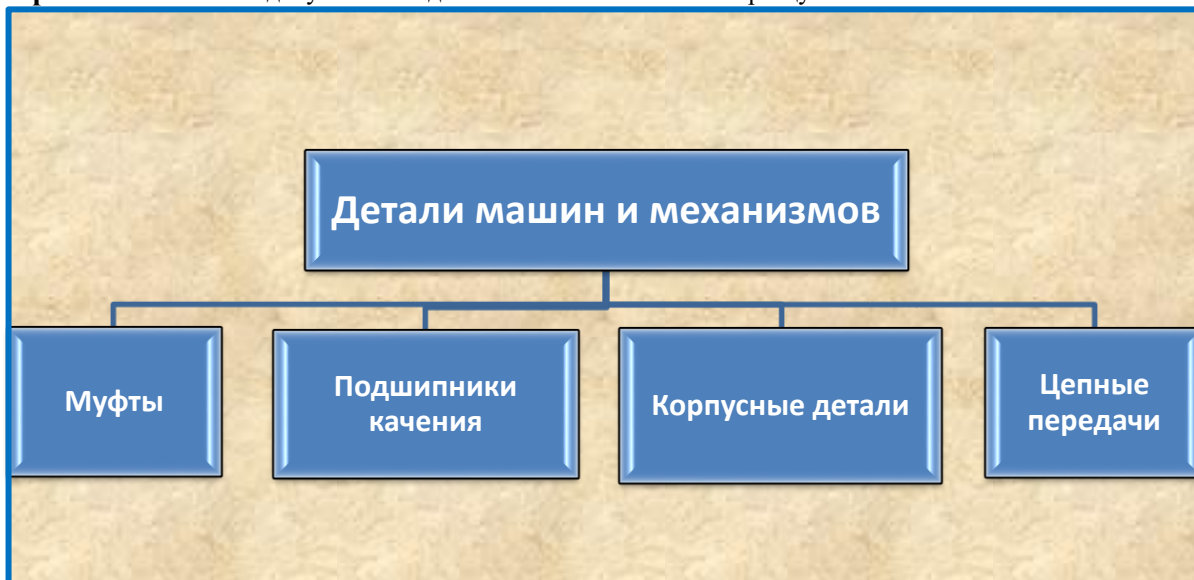 Детали машин и механизмов
Муфты
Подшипники
качения
Корпусные детали
Цепные
передачи